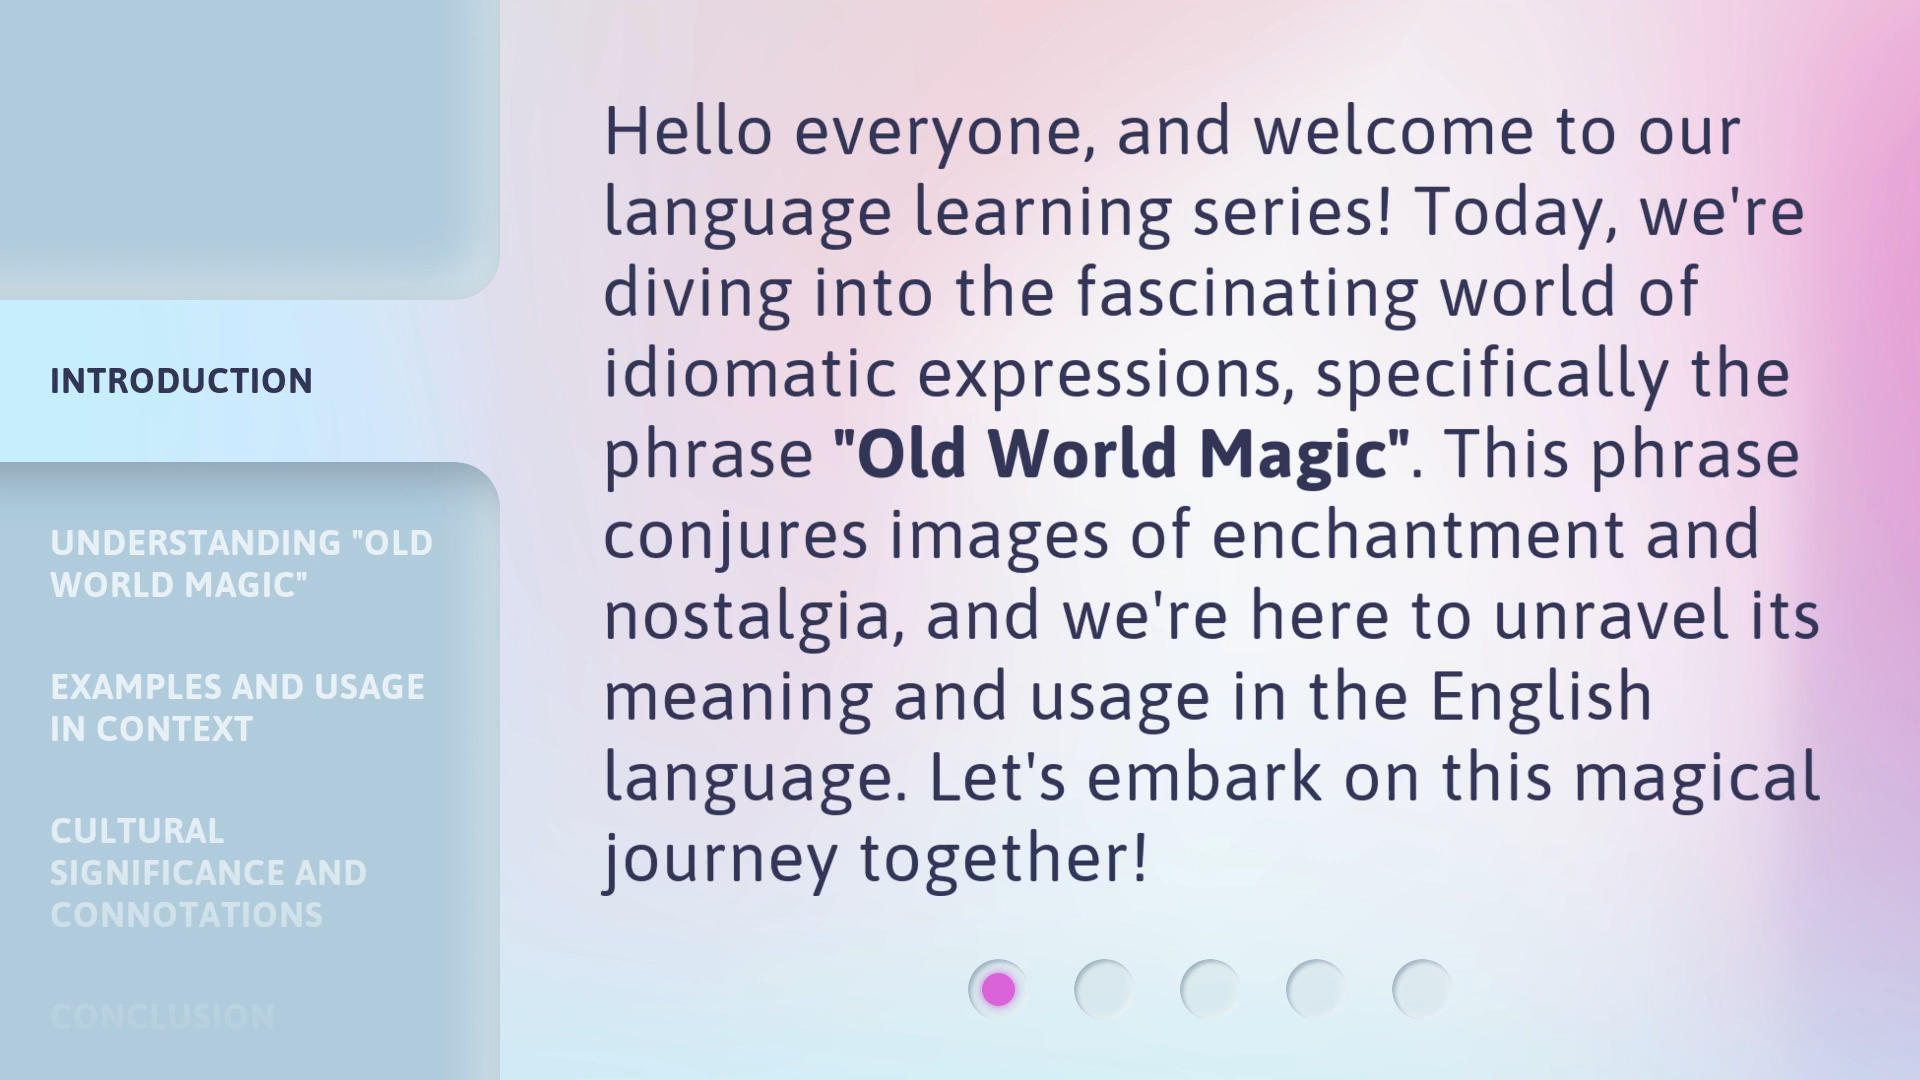 INTRODUCTION
UNDERSTANDING "OLD
WORLD MAGIC"
EXAMPLES AND USAGE
IN CONTEXT
CULTURAL
SIGNIFICANCE AND
CONNOTATIONS
CONCLUSION
Hello everyone, and welcome to our
language learning series! Today, we're
diving into the fascinating world of
idiomatic expressions, specifically the
phrase "Old World Magic". This phrase
conjures images of enchantment and
nostalgia, and we're here to unravel its
meaning and usage in the English
language. Let's embark on this magical
journey together!